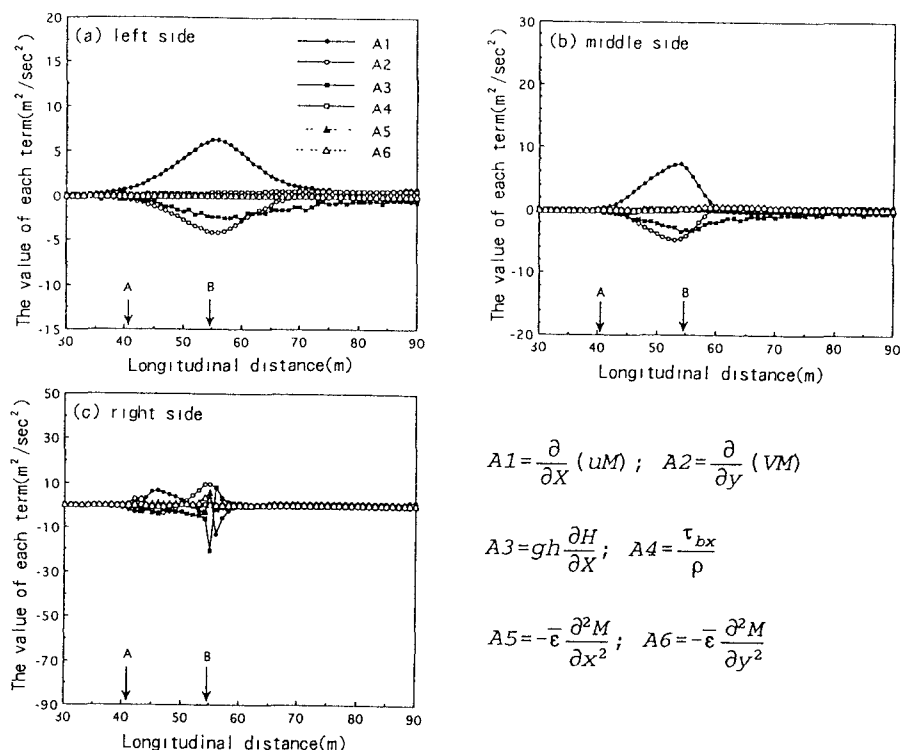 (a) left side
A1
A2
A3
A4
A5
A6
The value of each term(m²/sec²)
20
15
10
5
0
-5
-10
-15
A
B
30 40 50 60 70 80 90
Longitudinal distance(m)
(b) middle side
The value of each term(m²/sec²)
30
20
10
0
-10
-20
A
B
30 40 50 60 70 80 90
Longitudinal distance(m)
(c) right side
The value of each term(m²/sec²)
50
30
10
-10
-30
-50
-70
-90
A
B
30 40 50 60 70 80 90
Longitudinal distance(m)
A1=∂/∂X (uM); A2=∂/∂y (VM)
A3=gh ∂H/∂X; A4=τbx/ρ
A5=-ε̅ ∂²M/∂x²; A6=-ε̅ ∂²M/∂y²